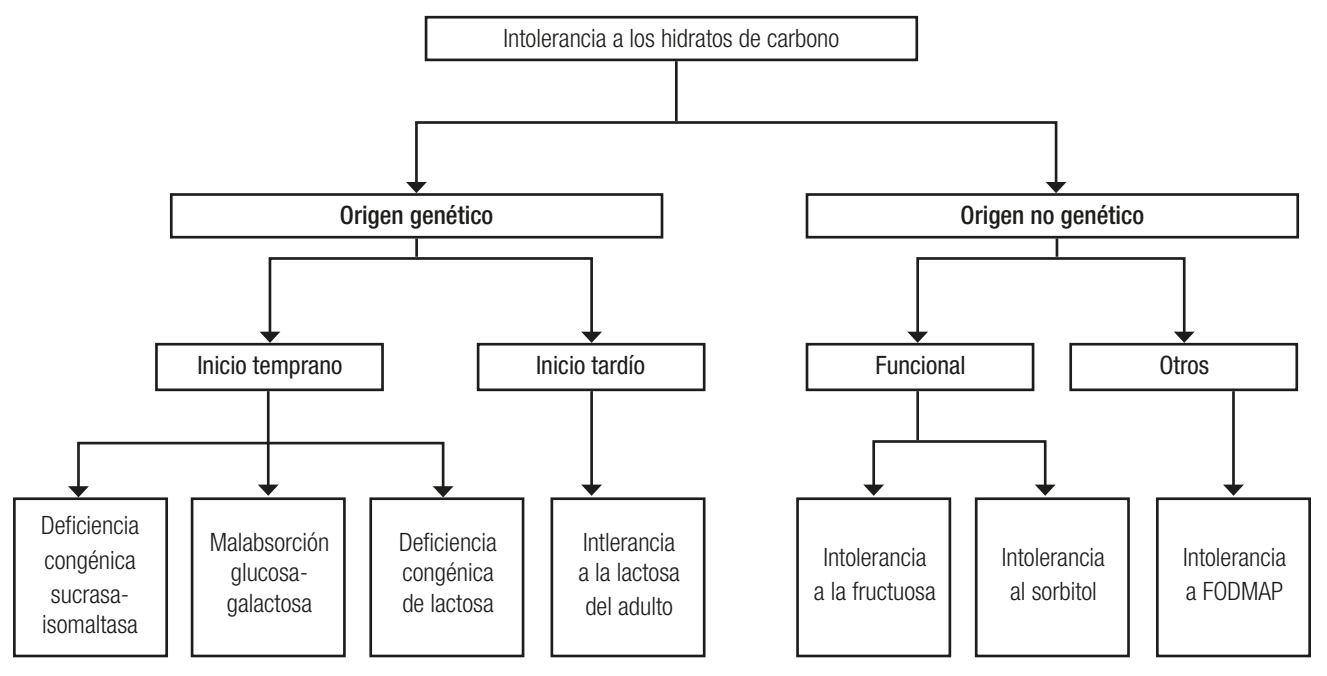 Intolerancia a los hidratos de carbono
Origen genético
Origen no genético
Inicio temprano
Inicio tardío
Funcional
Otros
Deficiencia
congénica
sucrasa-
isomaltasa
Malabsorción
glucosa-
galactosa
Deficiencia
congénica
de lactosa
Intlerancia
a la lactosa
del adulto
Intolerancia
a la fructuosa
Intolerancia
al sorbitol
Intolerancia
a FODMAP